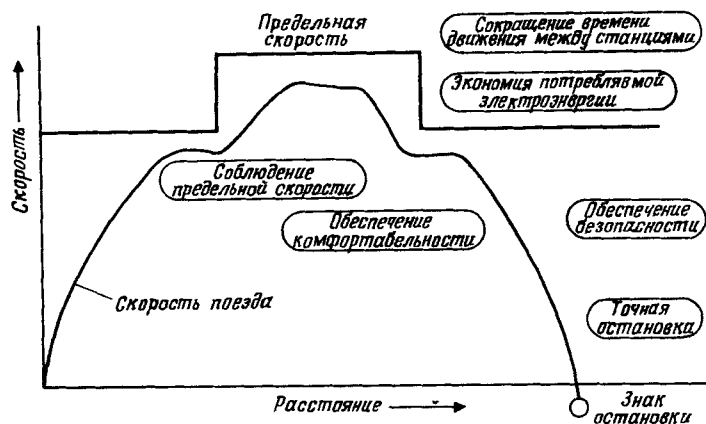 Предельная
скорость
Сокращение времени
движения между станциями
Экономия потреблявмой
электроэнергии
Скорость
Соблюдение
предельной скорости
Обеспечение
комфортабельности
Обеспечение
безопасности
Скорость поезда
Точная
остановка
Расстояние
Знак
остановки